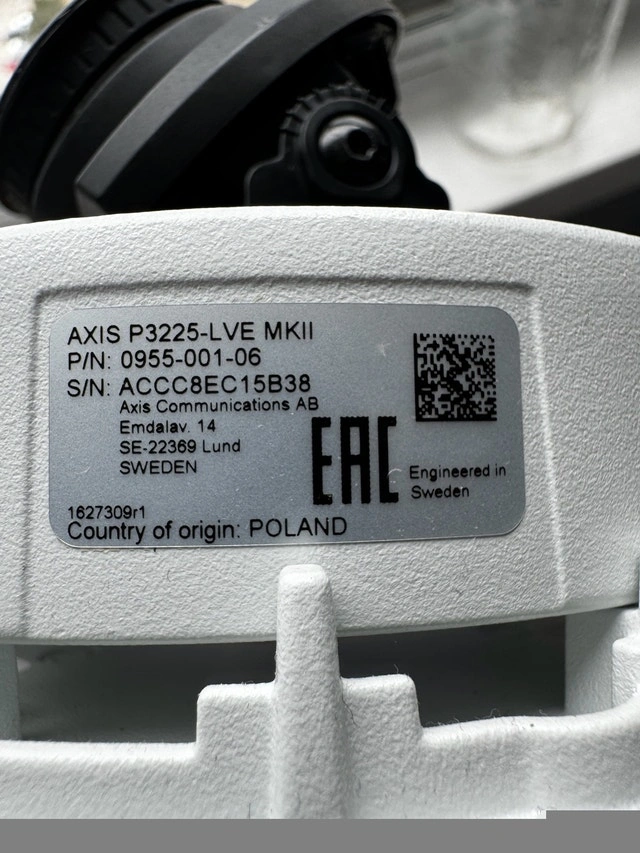 AXIS P3225-LVE MKII
P/N: 0955-001-06
S/N: ACCC8EC15B38
Axis Communications AB
Emdalav. 14
SE-22369 Lund
SWEDEN
EAC
Engineered in
Sweden
1627309r1
Country of origin: POLAND